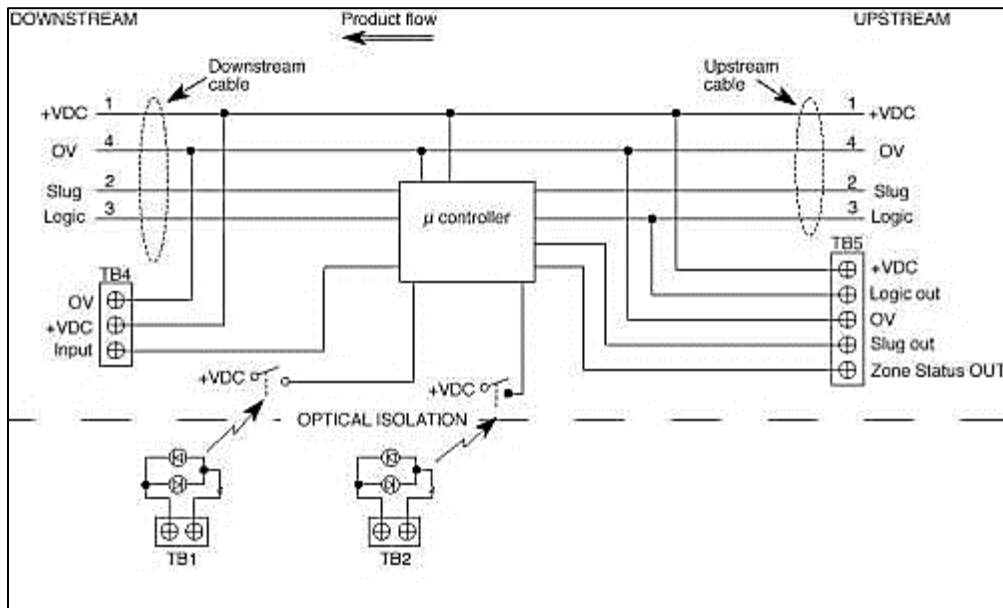 DOWNSTREAM
Product flow
UPSTREAM
Downstream
cable
Upstream
cable
+VDC 1
1 +VDC
OV 4
4 OV
Slug 2
2 Slug
Logic 3
3 Logic
µ controller
TB4
OV
+VDC
Input
TB5
+VDC
Logic out
OV
Slug out
Zone Status OUT
+VDC
+VDC
OPTICAL ISOLATION
TB1
TB2